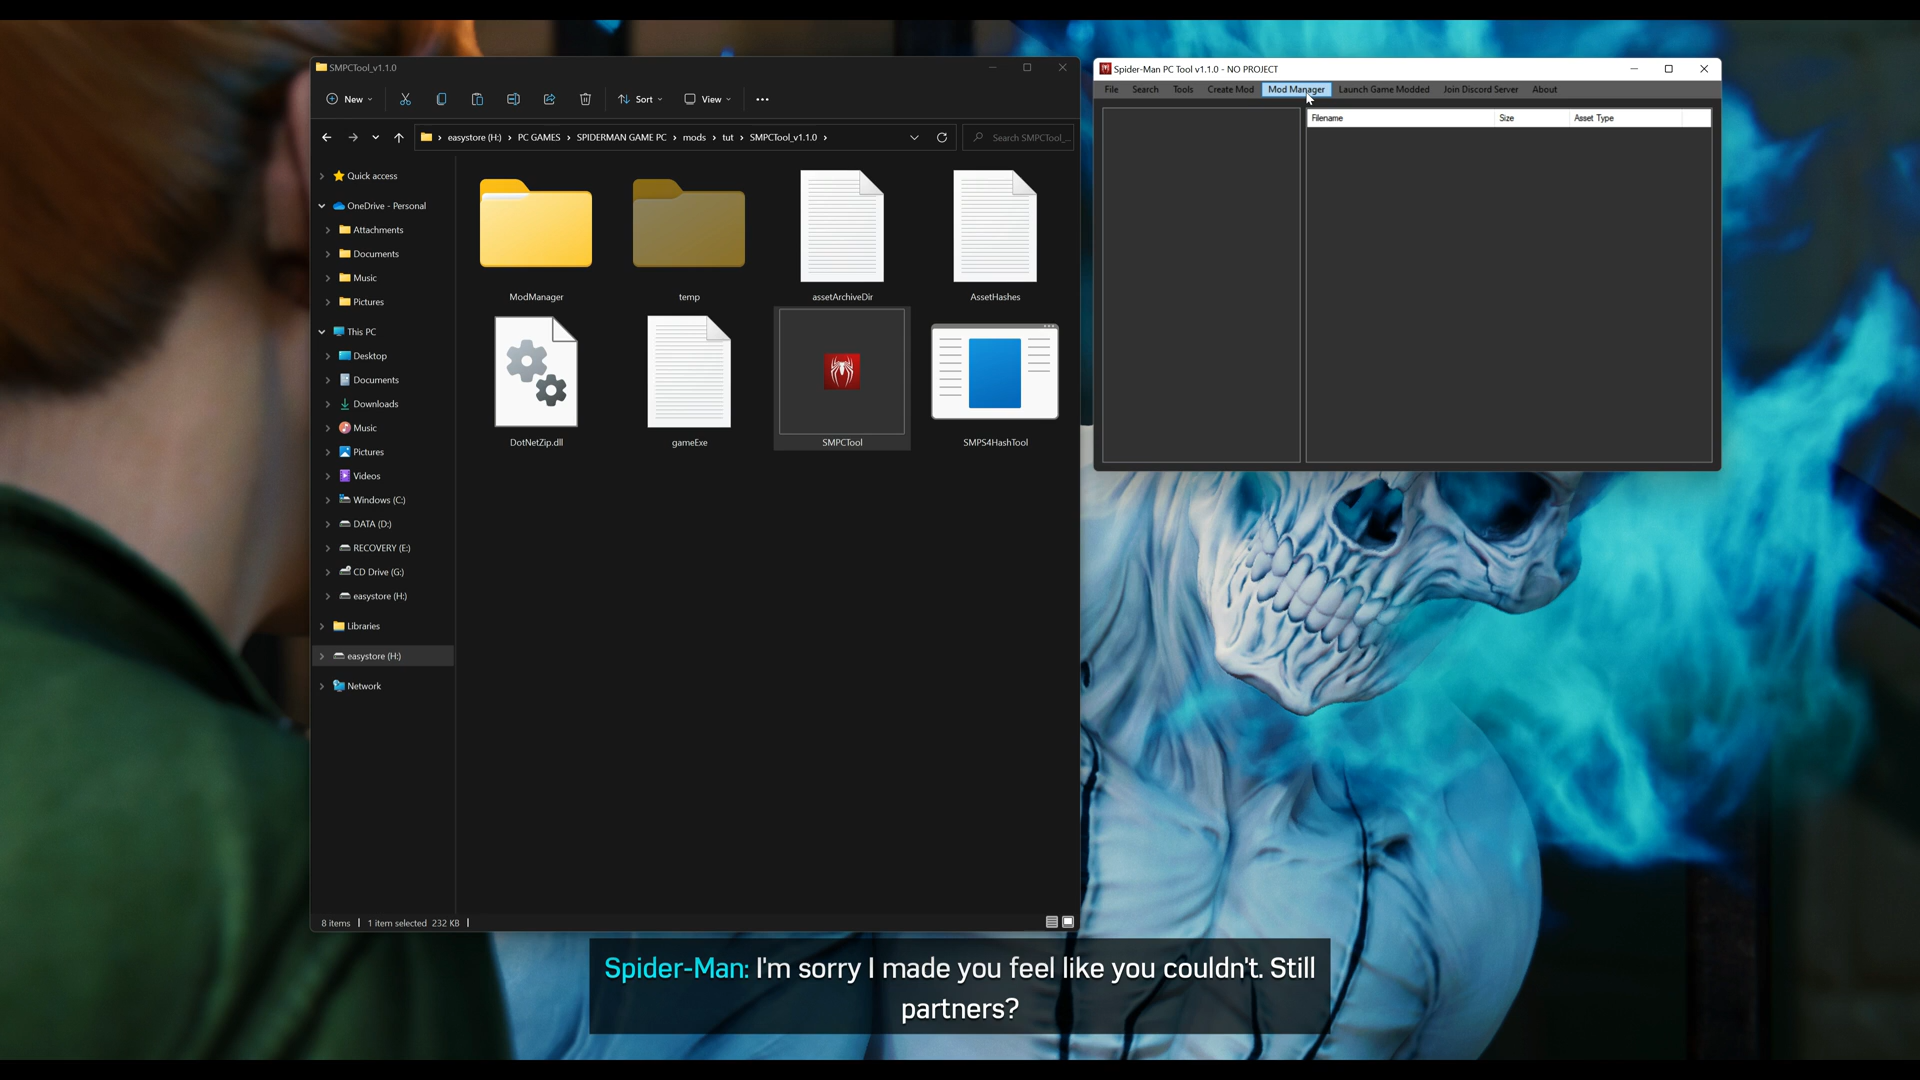 SMPCTool_v1.1.0
New
Sort
View
easystore (H:) > PC GAMES > SPIDERMAN GAME PC > mods > tut > SMPCTool_v1.1.0 >
Search SMPCTool_...
Quick access
OneDrive - Personal
Attachments
Documents
Music
Pictures
This PC
Desktop
Documents
Downloads
Music
Pictures
Videos
Windows (C:)
DATA (D:)
RECOVERY (E:)
CD Drive (G:)
easystore (H:)
Libraries
easystore (H:)
Network
ModManager
temp
assetArchiveDir
AssetHashes
DotNetZip.dll
gameExe
SMPCTool
SMPS4HashTool
8 items
1 item selected 232 KB
Spider-Man PC Tool v1.1.0 - NO PROJECT
File Search Tools Create Mod Mod Manager Launch Game Modded Join Discord Server About
Filename Size Asset Type
Spider-Man: I'm sorry I made you feel like you couldn't. Still
partners?